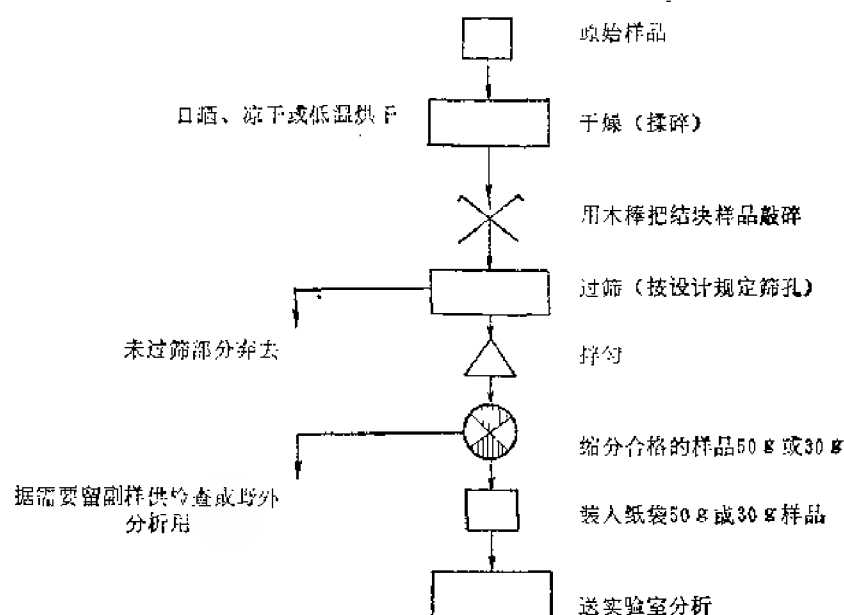 原始样品
日晒、凉干或低温烘干
干燥（揉碎）
用木棒把结块样品敲碎
过筛（按设计规定筛孔）
未过筛部分弃去
拌匀
缩分合格的样品50g或30g
据需要留副样供检查或野外
分析用
装入纸袋50g或30g样品
送实验室分析